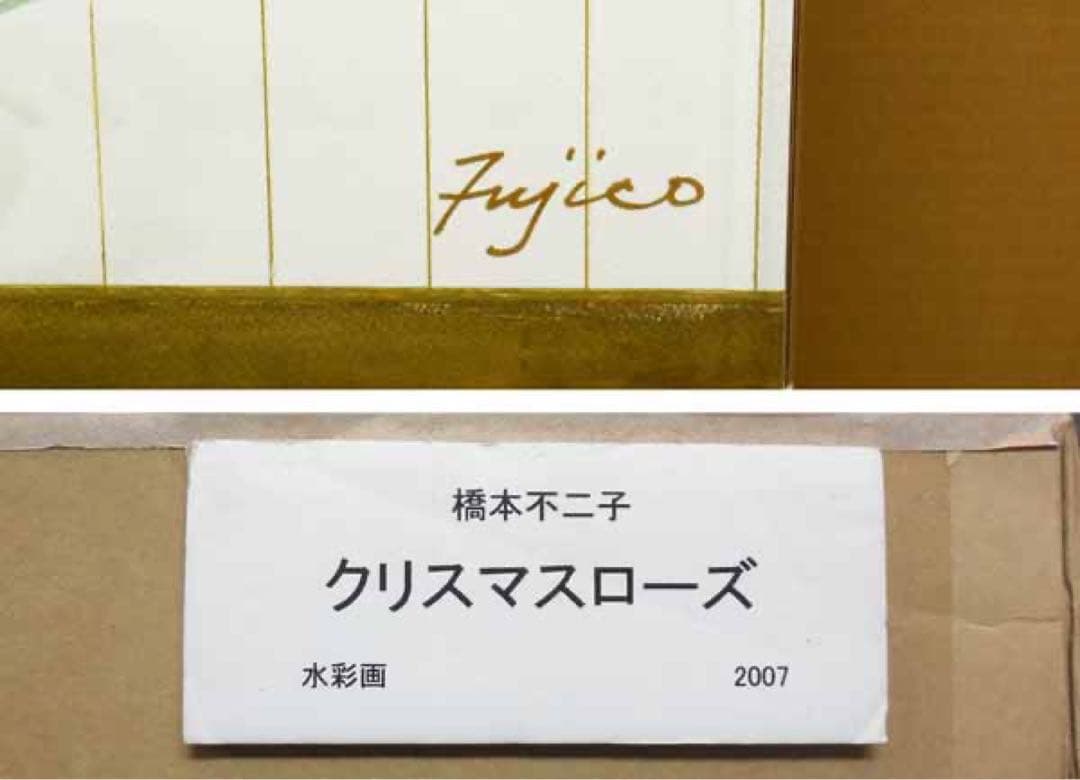 Fujico
橋本不二子
クリスマスローズ
水彩画 2007